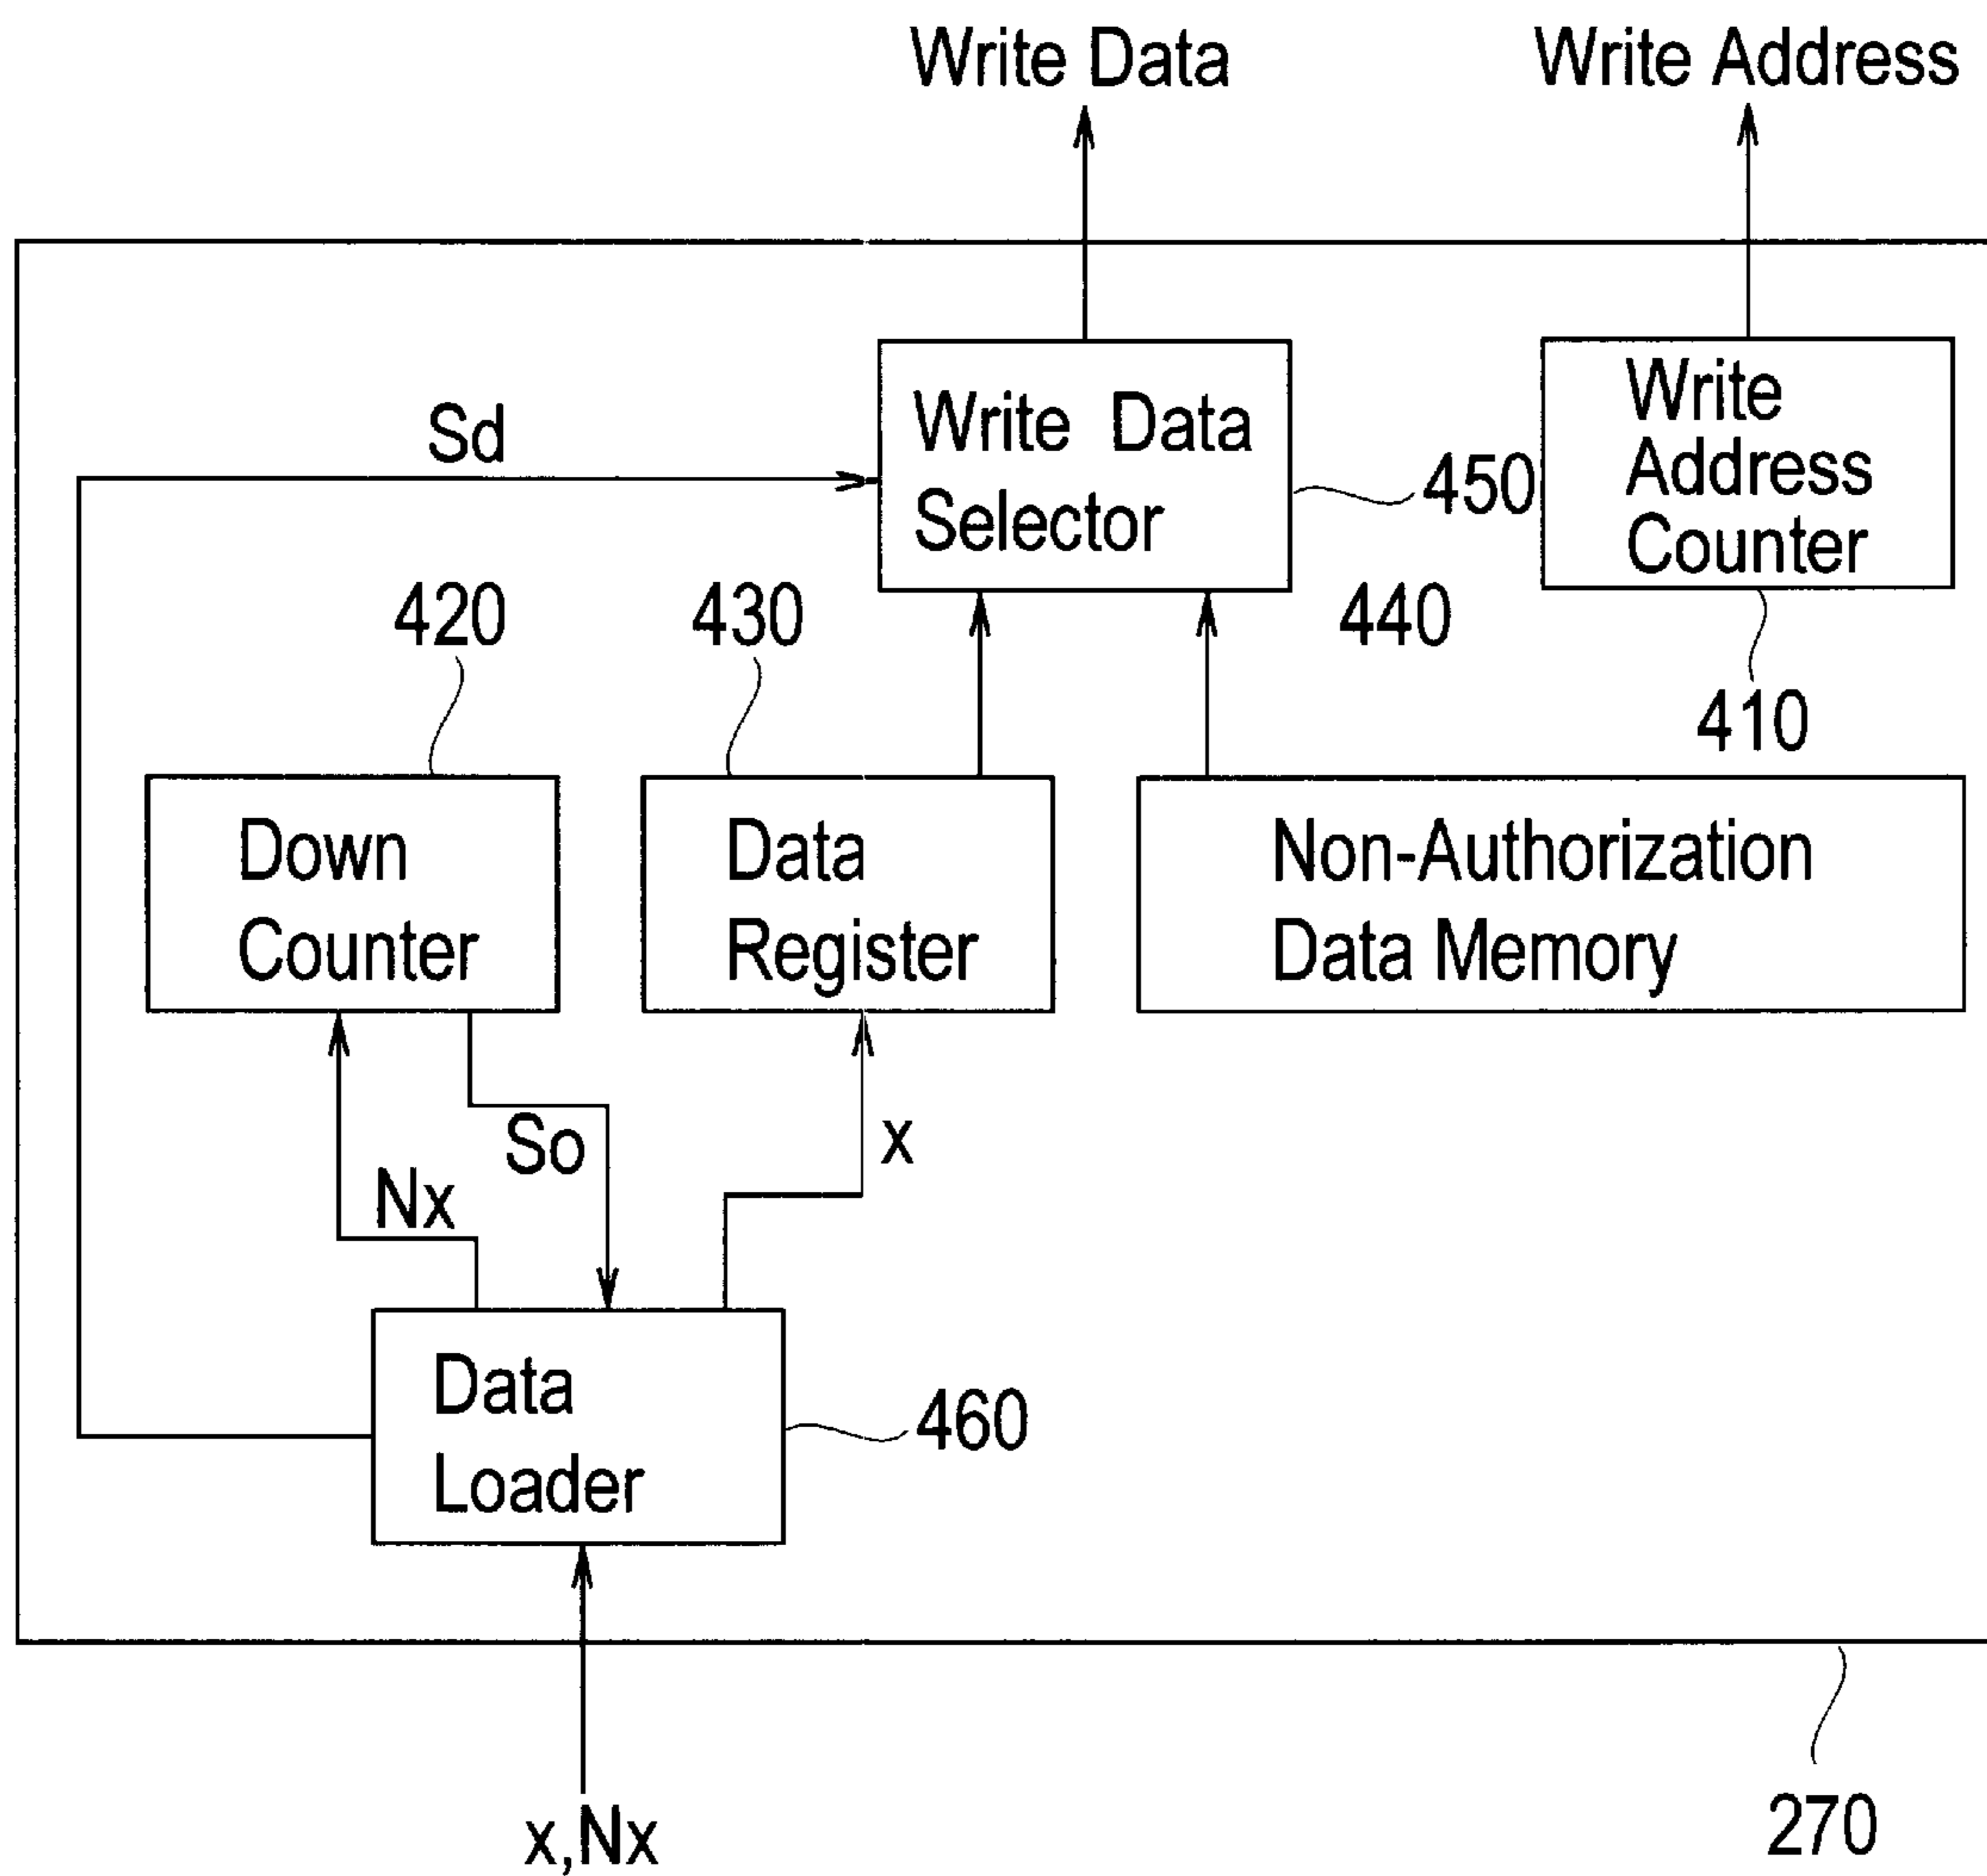 Write Data
Write Address
Sd
Write Data
Selector
450
Write
Address
Counter
420
430
440
410
Down
Counter
Data
Register
Non-Authorization
Data Memory
So
x
Nx
Data
Loader
460
x,Nx
270